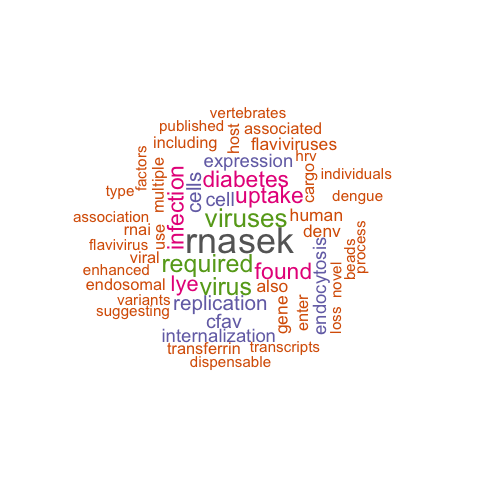 vertebrates
published
associated
host
including
flaviviruses
factors
multiple
expression
hrv
cargo
infection
cells
diabetes
individuals
type
cell
uptake
dengue
association
viruses
human
rnai
use
denv
flavivirus
rnasek
viral
required
endocytosis
beads
process
enhanced
found
endosomal
lye
virus
also
novel
variants
replication
gene
enter
loss
suggesting
cfav
internalization
transferrin
transcripts
dispensable